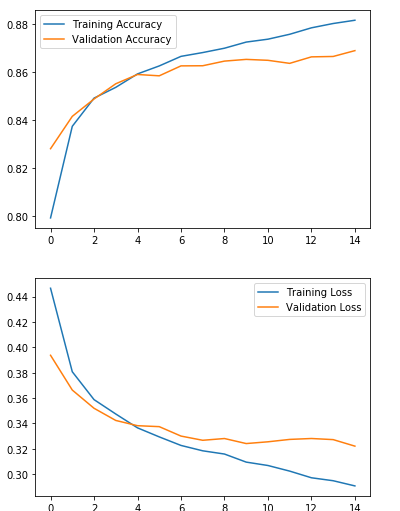 Training Accuracy
Validation Accuracy
0.88
0.86
0.84
0.82
0.80
0 2 4 6 8 10 12 14
Training Loss
Validation Loss
0.44
0.42
0.40
0.38
0.36
0.34
0.32
0.30
0 2 4 6 8 10 12 14